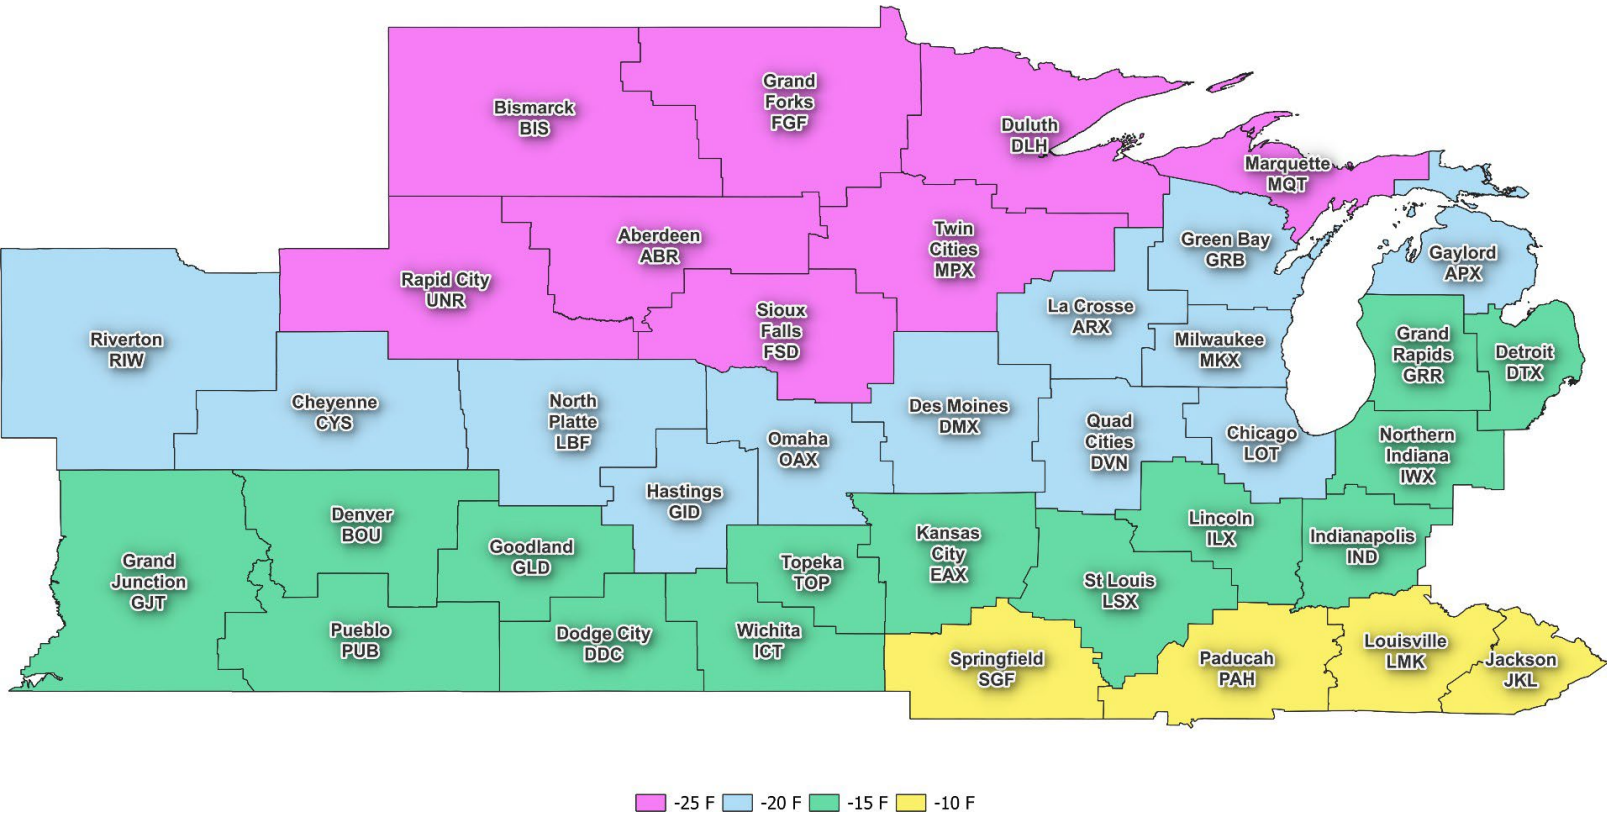 Bismarck
BIS
Grand
Forks
FGF
Duluth
DLH
Marquette
MQT
Rapid City
UNR
Aberdeen
ABR
Twin
Cities
MPX
Green Bay
GRB
Gaylord
APX
Riverton
RIW
Sioux
Falls
FSD
La Crosse
ARX
Milwaukee
MKX
Grand
Rapids
GRR
Detroit
DTX
Cheyenne
CYS
North
Platte
LBF
Omaha
OAX
Des Moines
DMX
Quad
Cities
DVN
Chicago
LOT
Northern
Indiana
IWX
Hastings
GID
Denver
BOU
Goodland
GLD
Grand
Junction
GJT
Topeka
TOP
Kansas
City
EAX
St Louis
LSX
Lincoln
ILX
Indianapolis
IND
Pueblo
PUB
Dodge City
DDC
Wichita
ICT
Springfield
SGF
Paducah
PAH
Louisville
LMK
Jackson
JKL
-25 F -20 F -15 F -10 F